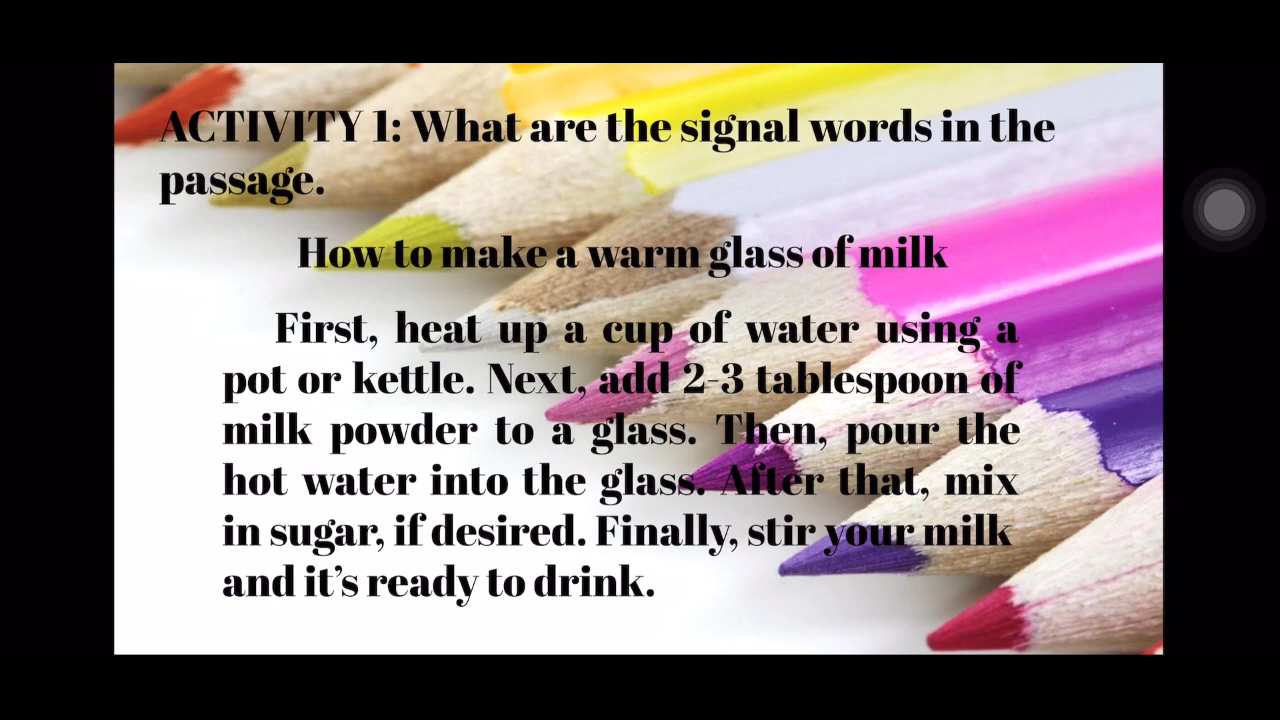 ACTIVITY 1: What are the signal words in the
passage.
How to make a warm glass of milk
First, heat up a cup of water using a
pot or kettle. Next, add 2-3 tablespoon of
milk powder to a glass. Then, pour the
hot water into the glass. After that, mix
in sugar, if desired. Finally, stir your milk
and it’s ready to drink.